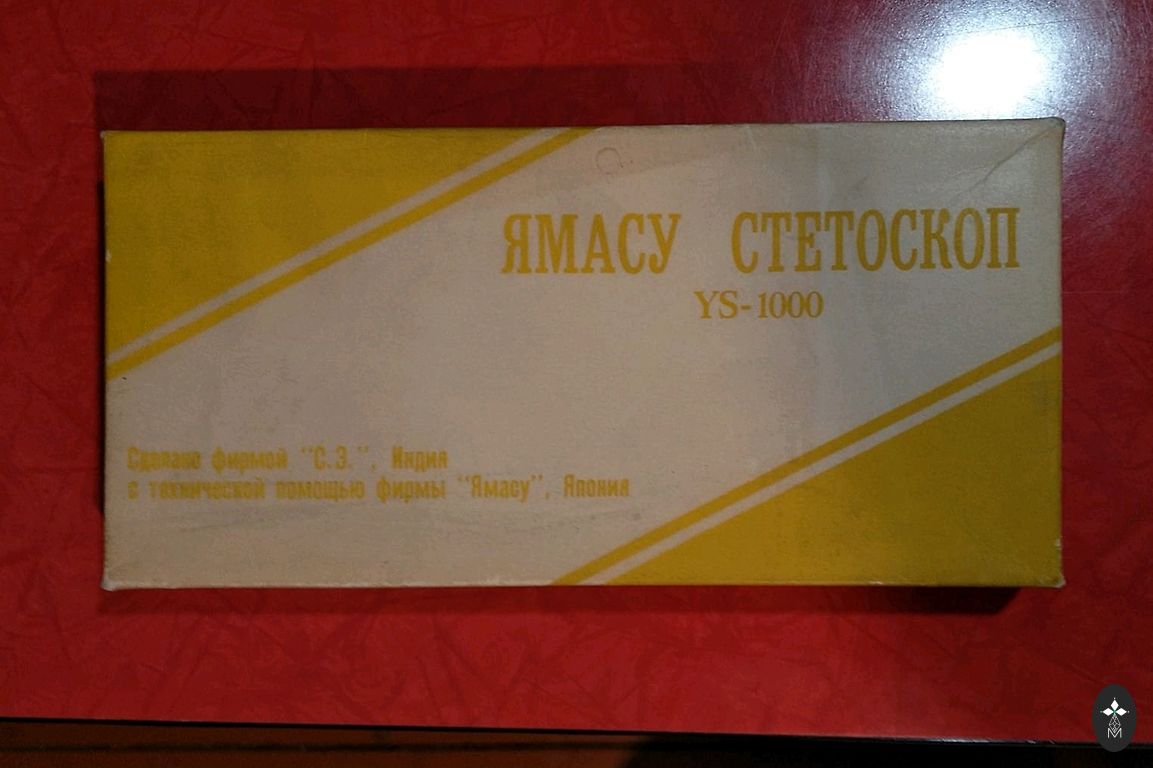 ЯМАСУ СТЕТОСКОП
YS-1000
Сделано фирмой "С.Э.", Индия
с технической помощью фирмы "Ямасу", Япония
M